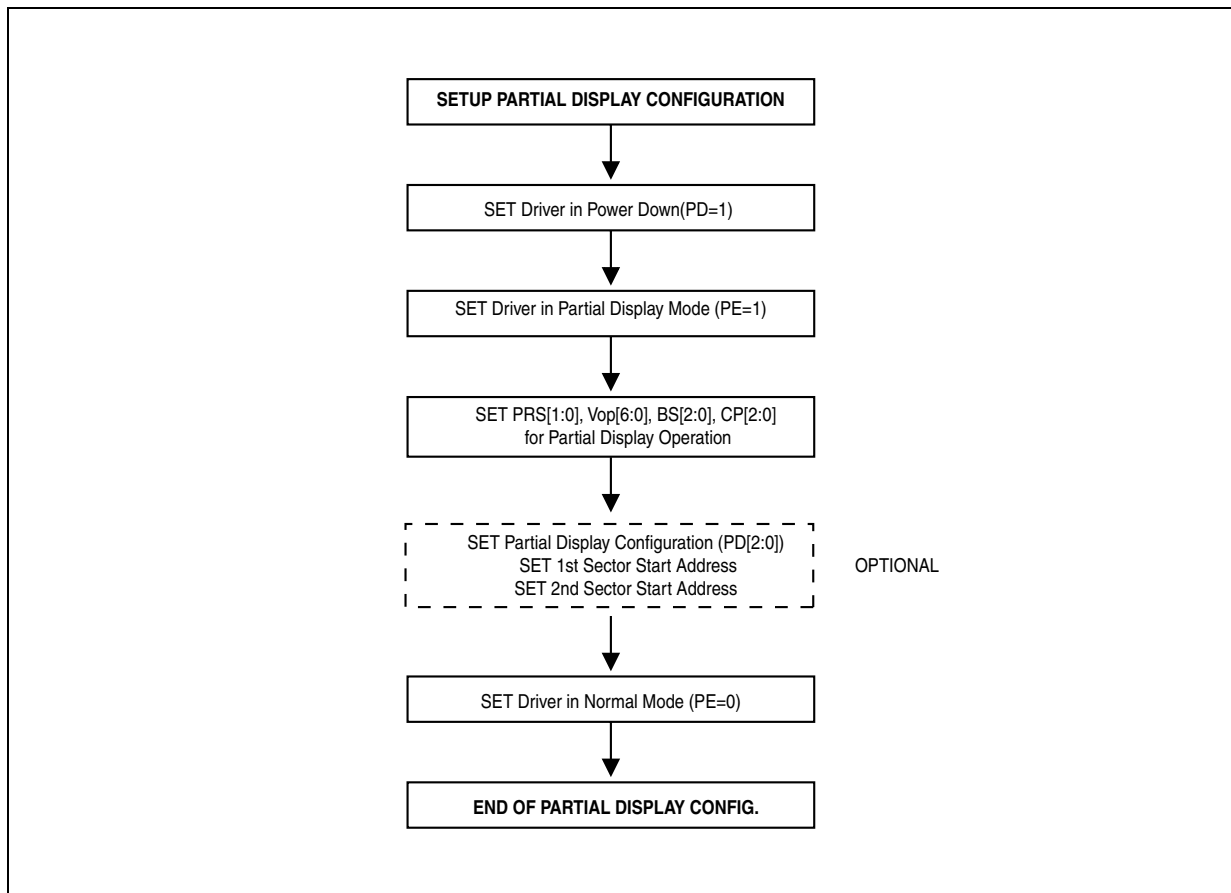 SETUP PARTIAL DISPLAY CONFIGURATION
SET Driver in Power Down(PD=1)
SET Driver in Partial Display Mode (PE=1)
SET PRS[1:0], Vop[6:0], BS[2:0], CP[2:0]
for Partial Display Operation
SET Partial Display Configuration (PD[2:0])
SET 1st Sector Start Address
SET 2nd Sector Start Address
OPTIONAL
SET Driver in Normal Mode (PE=0)
END OF PARTIAL DISPLAY CONFIG.